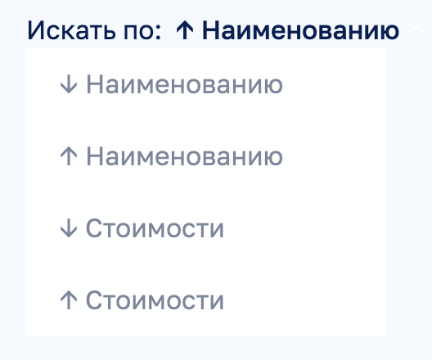 Искать по: ↑ Наименованию
↓ Наименованию
↑ Наименованию
↓ Стоимости
↑ Стоимости